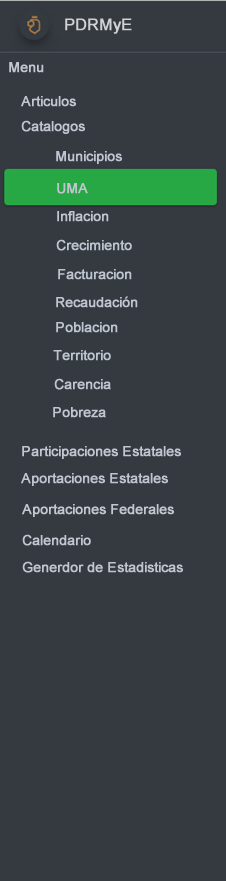 PDRMyE
Menu
Articulos
Catalogos
Municipios
UMA
Inflacion
Crecimiento
Facturacion
Recaudación
Poblacion
Territorio
Carencia
Pobreza
Participaciones Estatales
Aportaciones Estatales
Aportaciones Federales
Calendario
Generdor de Estadisticas